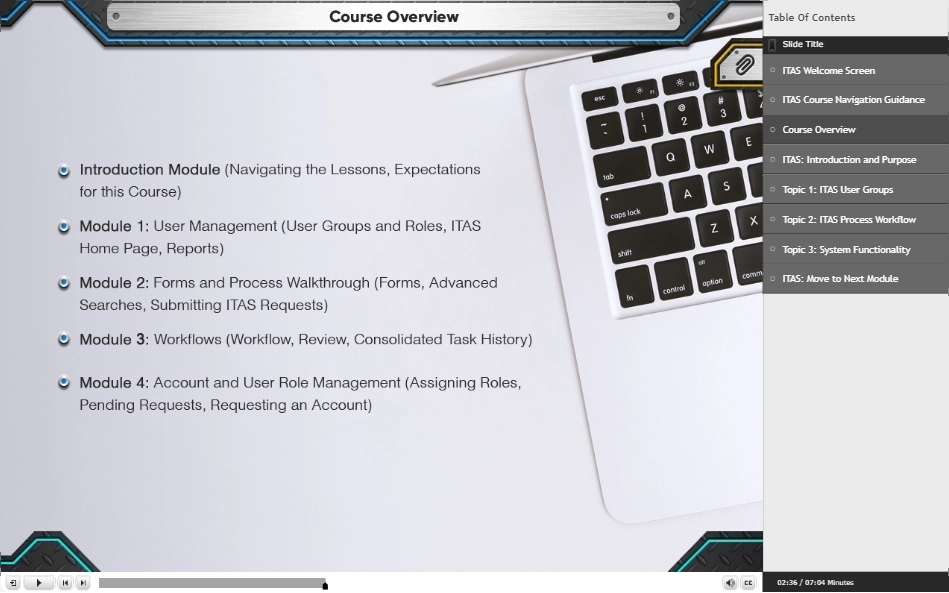 Course Overview
Introduction Module (Navigating the Lessons, Expectations
for this Course)
Module 1: User Management (User Groups and Roles, ITAS
Home Page, Reports)
Module 2: Forms and Process Walkthrough (Forms, Advanced
Searches, Submitting ITAS Requests)
Module 3: Workflows (Workflow, Review, Consolidated Task History)
Module 4: Account and User Role Management (Assigning Roles,
Pending Requests, Requesting an Account)
esc
F1
F2
~
!
1
@
2
#
3
$
tab
Q
W
E
caps lock
A
S
shift
Z
X
fn
control
alt
option
comm
Table Of Contents
Slide Title
ITAS Welcome Screen
ITAS Course Navigation Guidance
Course Overview
ITAS: Introduction and Purpose
Topic 1: ITAS User Groups
Topic 2: ITAS Process Workflow
Topic 3: System Functionality
ITAS: Move to Next Module
CC
02:36 / 07:04 Minutes